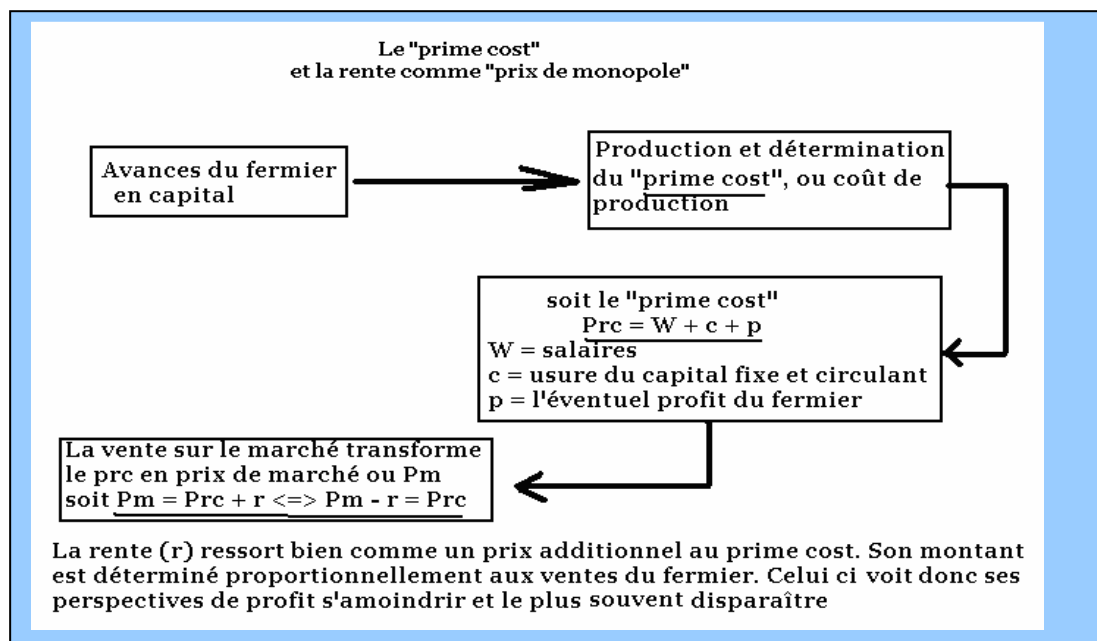 Le "prime cost"
et la rente comme "prix de monopole"
Avances du fermier
en capital
Production et détermination
du "prime cost", ou coût de
production
soit le "prime cost"
Prc = W + c + p
W = salaires
c = usure du capital fixe et circulant
p = l'éventuel profit du fermier
La vente sur le marché transforme
le prc en prix de marché ou Pm
soit Pm = Prc + r <=> Pm - r = Prc
La rente (r) ressort bien comme un prix additionnel au prime cost. Son montant
est déterminé proportionnellement aux ventes du fermier. Celui ci voit donc ses
perspectives de profit s'amoindrir et le plus souvent disparaître